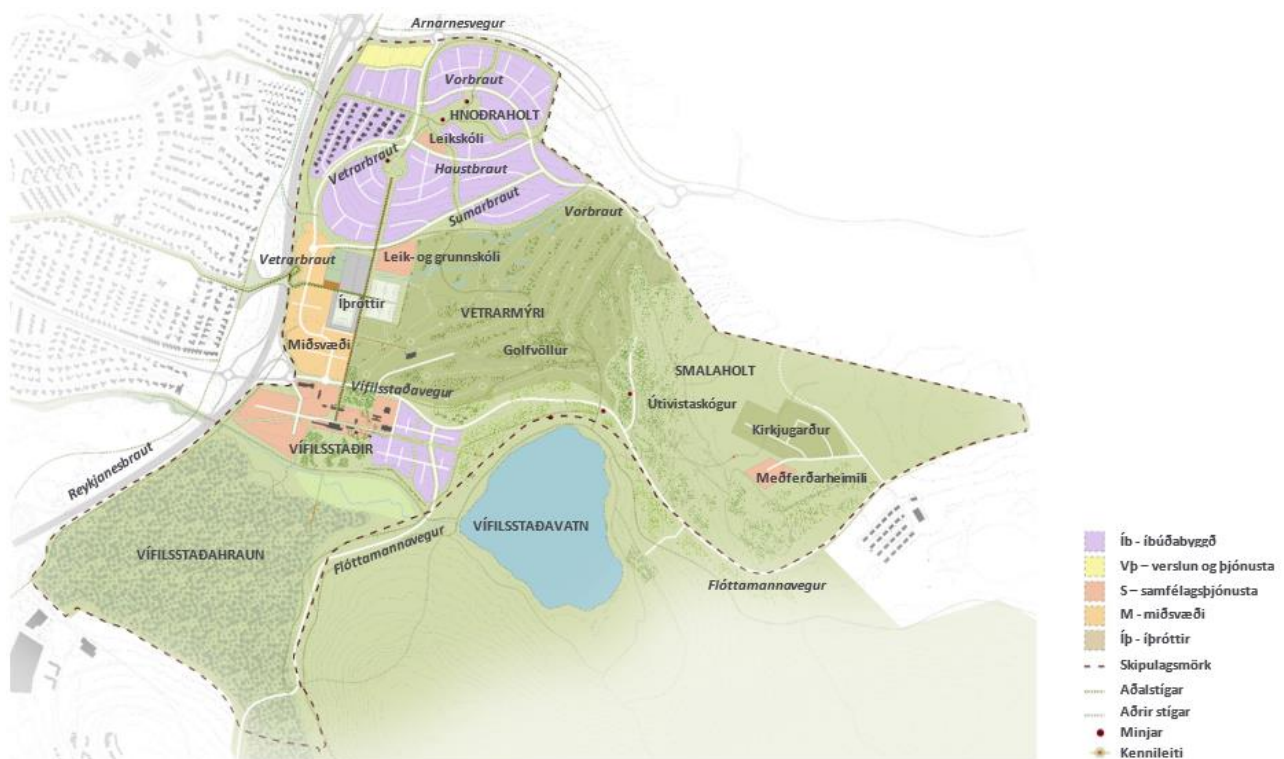 Arnarnesvegur
Vorbraut
HNOÐRAHOLT
Leikskóli
Vetrarbraut
Haustbraut
Sumarbraut
Vorbraut
Vetrarbraut
Leik- og grunnskóli
Íþróttir
VETRARMÝRI
Miðsvæði
Golfvöllur
SMALAHOLT
Vífilsstaðavegur
Útivistaskógur
Kirkjugarður
VÍFILSSTAÐIR
Meðferðarheimili
Reykjanesbraut
VÍFILSSTAÐAVATN
VÍFILSSTAÐAHRAUN
Flóttamannavegur
Flóttamannavegur
Íb - íbúðabyggð
Vþ – verslun og þjónusta
S – samfélagsþjónusta
M - miðsvæði
Íþ - íþróttir
Skipulagsmörk
Aðalstígar
Aðrir stígar
Minjar
Kennileiti